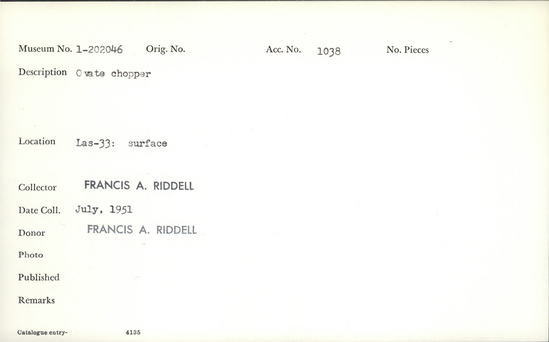 Museum No. 1-202046 Orig. No. Acc. No. 1038 No. Pieces
Description Ovate chopper
Location Las-33: surface
Collector FRANCIS A. RIDDELL
Date Coll. July, 1951
Donor FRANCIS A. RIDDELL
Photo
Published
Remarks
Catalogue entry- 4135